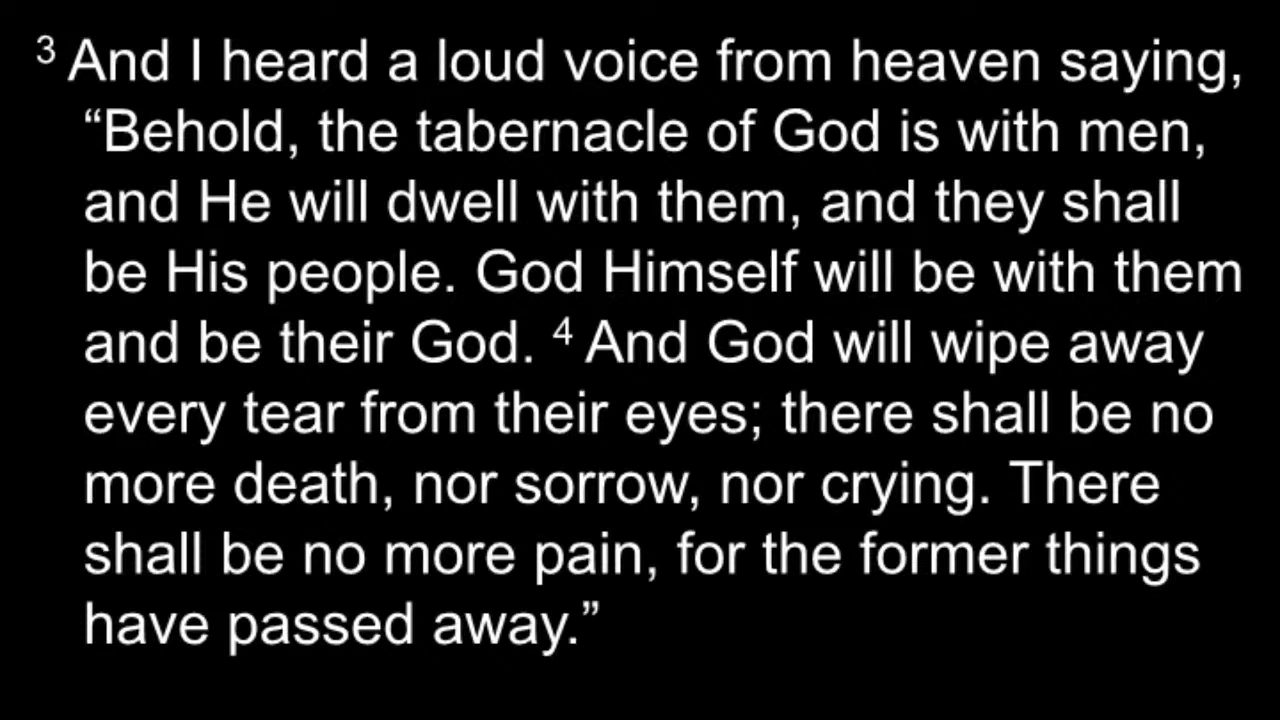 3 And I heard a loud voice from heaven saying,
“Behold, the tabernacle of God is with men,
and He will dwell with them, and they shall
be His people. God Himself will be with them
and be their God. 4 And God will wipe away
every tear from their eyes; there shall be no
more death, nor sorrow, nor crying. There
shall be no more pain, for the former things
have passed away.”